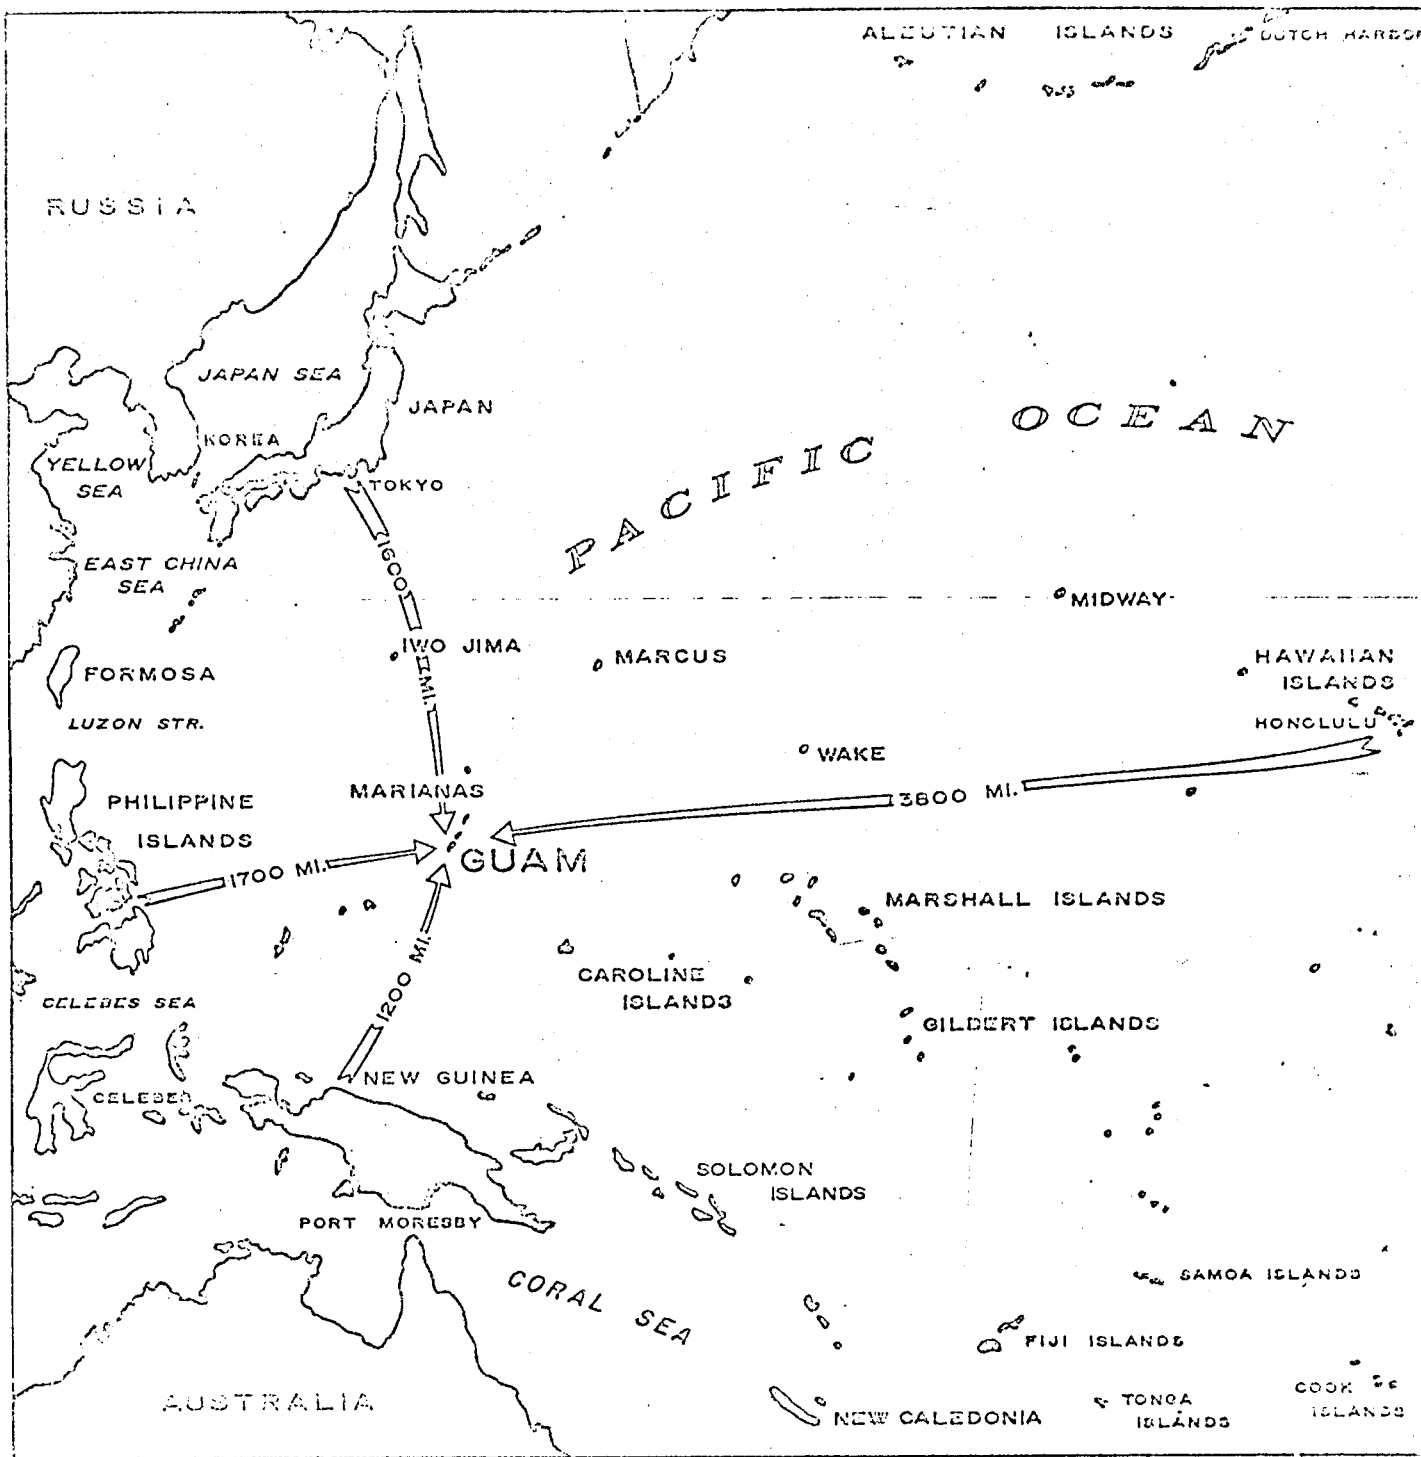 ALEUTIAN ISLANDS
DUTCH HARBOR
RUSSIA
JAPAN SEA
JAPAN
KOREA
YELLOW
SEA
TOKYO
PACIFIC OCEAN
EAST CHINA
SEA
1600 MI.
MIDWAY
IWO JIMA
MARCUS
HAWAIIAN
ISLANDS
FORMOSA
LUZON STR.
HONOLULU
WAKE
MARIANAS
3800 MI.
PHILIPPINE
ISLANDS
GUAM
1700 MI.
MARSHALL ISLANDS
1200 MI.
CAROLINE
ISLANDS
CELEBES SEA
GILBERT ISLANDS
NEW GUINEA
CELEBES
SOLOMON
ISLANDS
PORT MORESBY
CORAL SEA
SAMOA ISLANDS
FIJI ISLANDS
AUSTRALIA
NEW CALEDONIA
TONGA
ISLANDS
COOK
ISLANDS